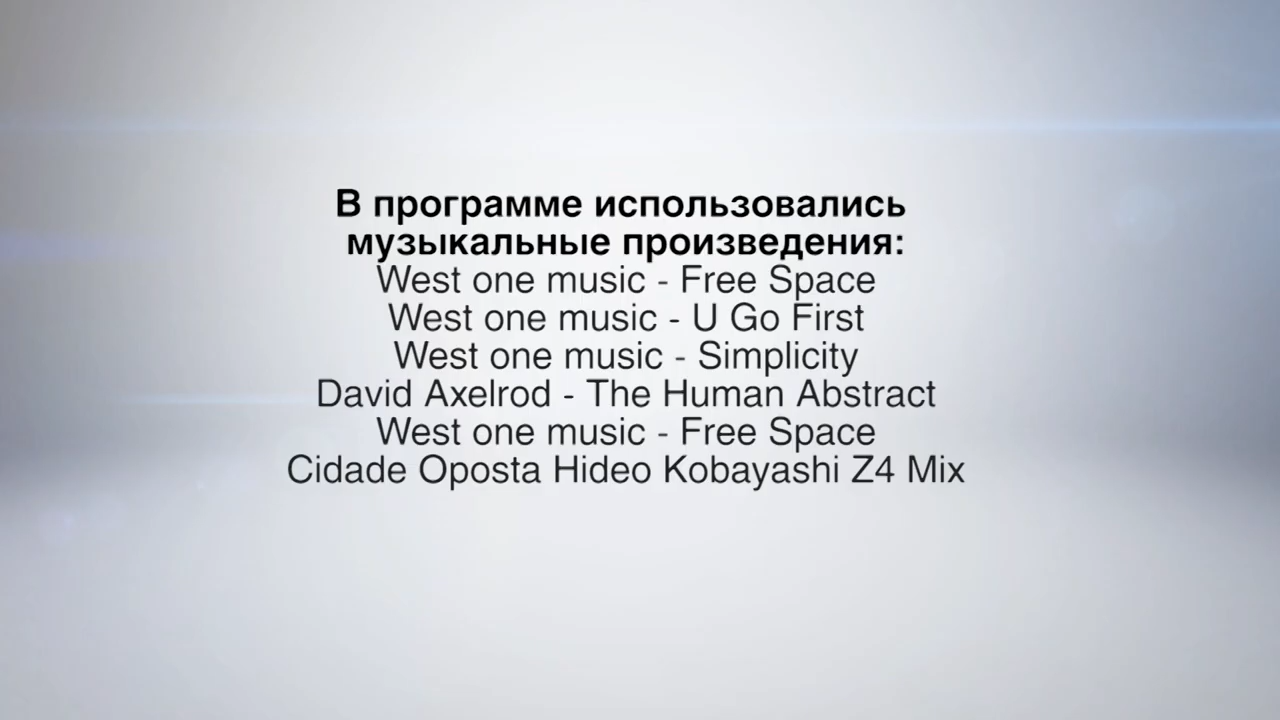 В программе использовались
музыкальные произведения:
West one music - Free Space
West one music - U Go First
West one music - Simplicity
David Axelrod - The Human Abstract
West one music - Free Space
Cidade Oposta Hideo Kobayashi Z4 Mix